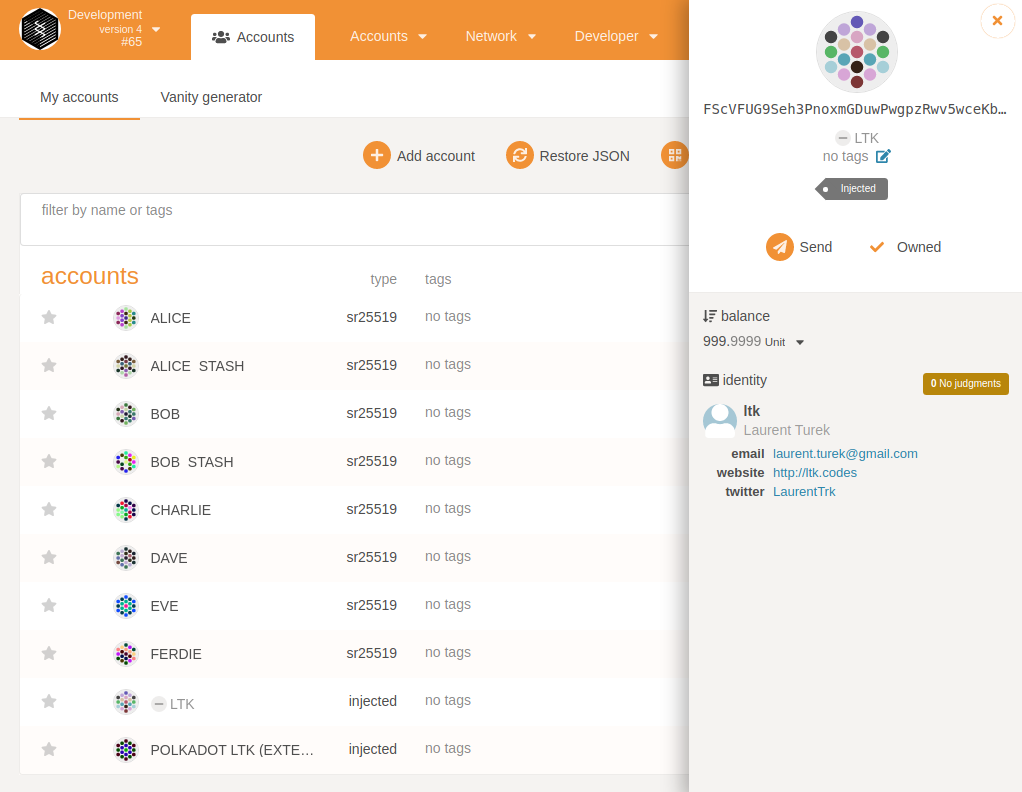 Development
version 4
#65
Accounts
Accounts
Network
Developer
My accounts
Vanity generator
Add account
Restore JSON
filter by name or tags
accounts type tags
ALICE sr25519 no tags
ALICE STASH sr25519 no tags
BOB sr25519 no tags
BOB STASH sr25519 no tags
CHARLIE sr25519 no tags
DAVE sr25519 no tags
EVE sr25519 no tags
FERDIE sr25519 no tags
LTK injected no tags
POLKADOT LTK (EXTE... injected no tags
FScVFUG9Seh3PnoxmGDuwPwgpzRwv5wceKb…
LTK
no tags
Injected
Send
Owned
balance
999.9999 Unit
identity
0 No judgments
ltk
Laurent Turek
email laurent.turek@gmail.com
website http://ltk.codes
twitter LaurentTrk